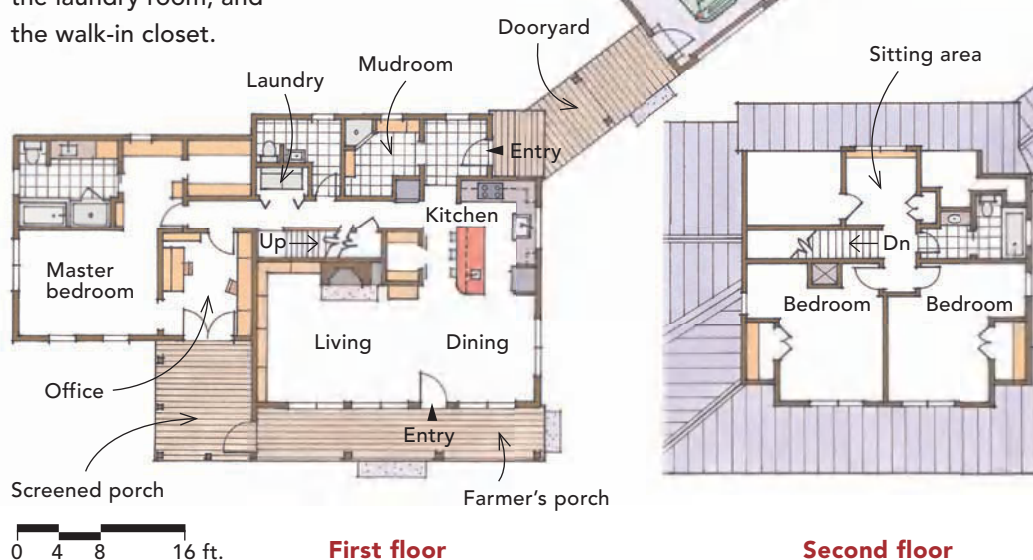 the laundry room, and
the walk-in closet.
Dooryard
Sitting area
Mudroom
Laundry
Entry
Kitchen
Up
Dn
Master
bedroom
Bedroom
Bedroom
Living
Dining
Office
Entry
Screened porch
Farmer's porch
0 4 8 16 ft.
First floor
Second floor